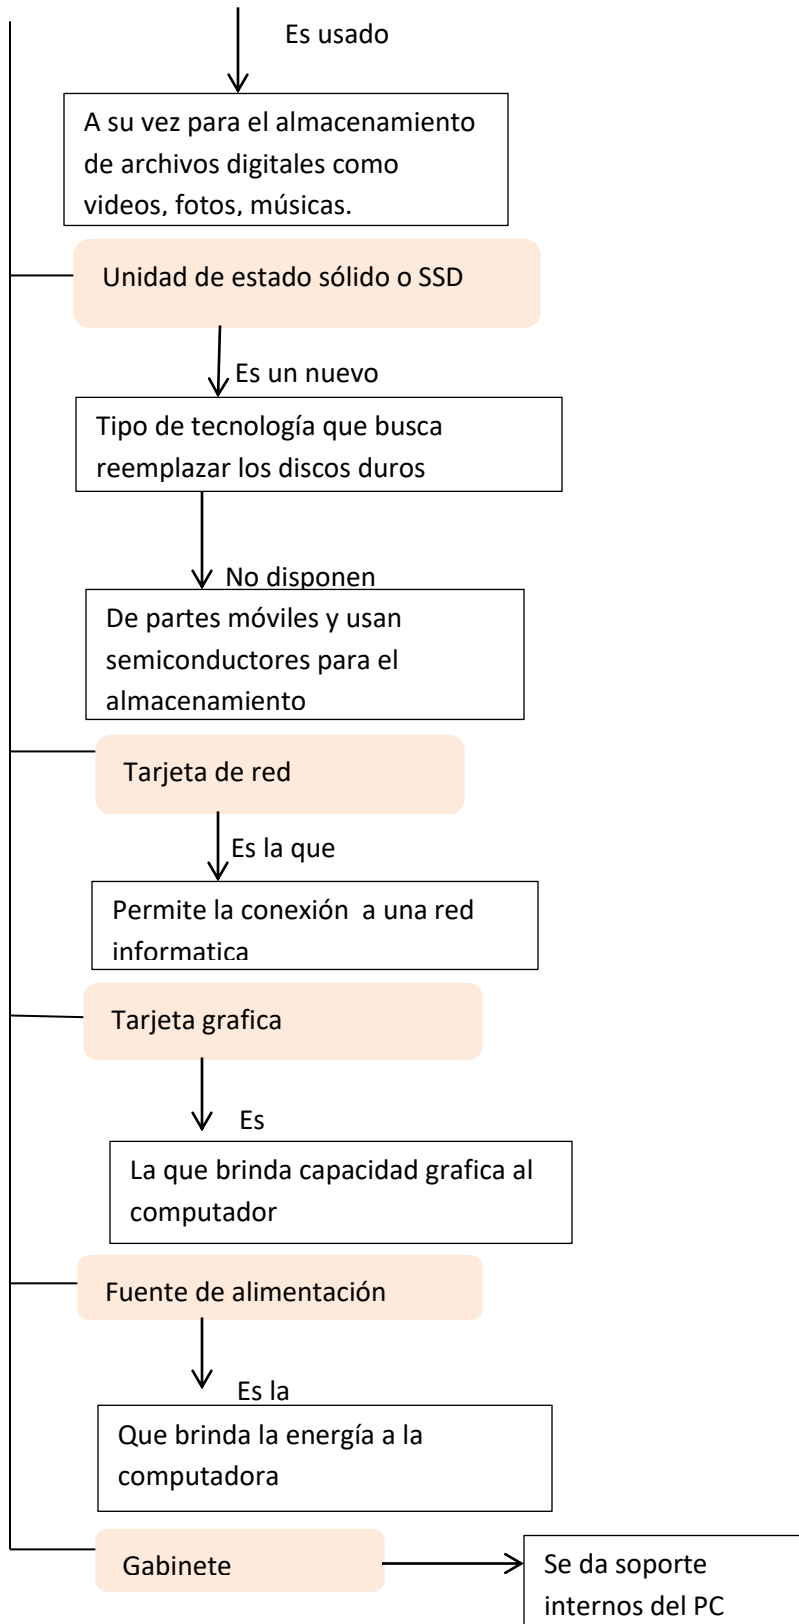 Es usado
A su vez para el almacenamiento
de archivos digitales como
videos, fotos, músicas.
Unidad de estado sólido o SSD
Es un nuevo
Tipo de tecnología que busca
reemplazar los discos duros
No disponen
De partes móviles y usan
semiconductores para el
almacenamiento
Tarjeta de red
Es la que
Permite la conexión  a una red
informatica
Tarjeta grafica
Es
La que brinda capacidad grafica al
computador
Fuente de alimentación
Es la
Que brinda la energía a la
computadora
Gabinete
Se da soporte
internos del PC